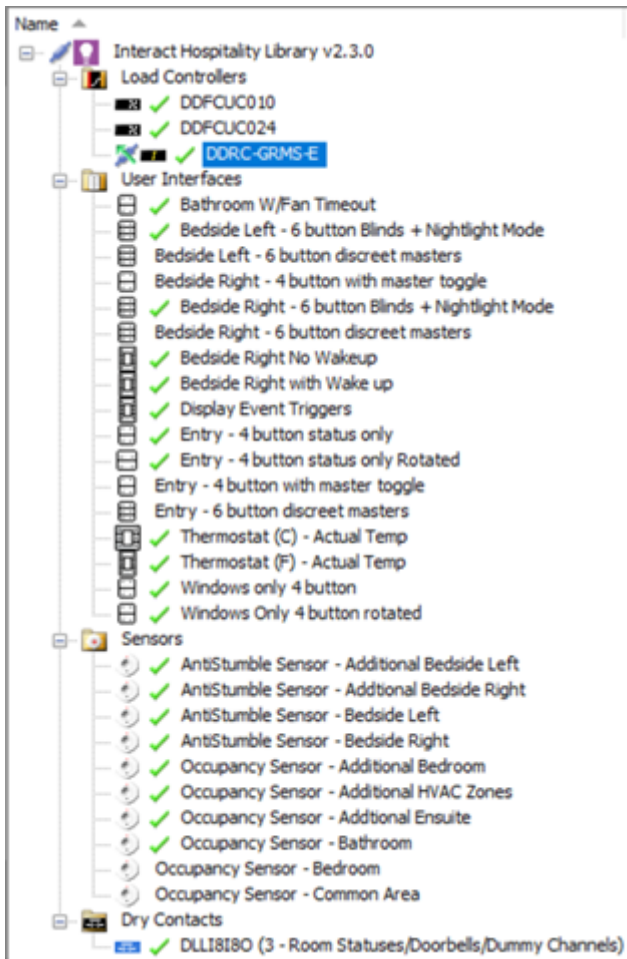 Name
Interact Hospitality Library v2.3.0
Load Controllers
DDFCUC010
DDFCUC024
DDRC-GRMS-E
User Interfaces
Bathroom W/Fan Timeout
Bedside Left - 6 button Blinds + Nightlight Mode
Bedside Left - 6 button discreet masters
Bedside Right - 4 button with master toggle
Bedside Right - 6 button Blinds + Nightlight Mode
Bedside Right - 6 button discreet masters
Bedside Right No Wakeup
Bedside Right with Wake up
Display Event Triggers
Entry - 4 button status only
Entry - 4 button status only Rotated
Entry - 4 button with master toggle
Entry - 6 button discreet masters
Thermostat (C) - Actual Temp
Thermostat (F) - Actual Temp
Windows only 4 button
Windows Only 4 button rotated
Sensors
AntiStumble Sensor - Additional Bedside Left
AntiStumble Sensor - Addtional Bedside Right
AntiStumble Sensor - Bedside Left
AntiStumble Sensor - Bedside Right
Occupancy Sensor - Additional Bedroom
Occupancy Sensor - Additional HVAC Zones
Occupancy Sensor - Addtional Ensuite
Occupancy Sensor - Bathroom
Occupancy Sensor - Bedroom
Occupancy Sensor - Common Area
Dry Contacts
DLLI8I8O (3 - Room Statuses/Doorbells/Dummy Channels)